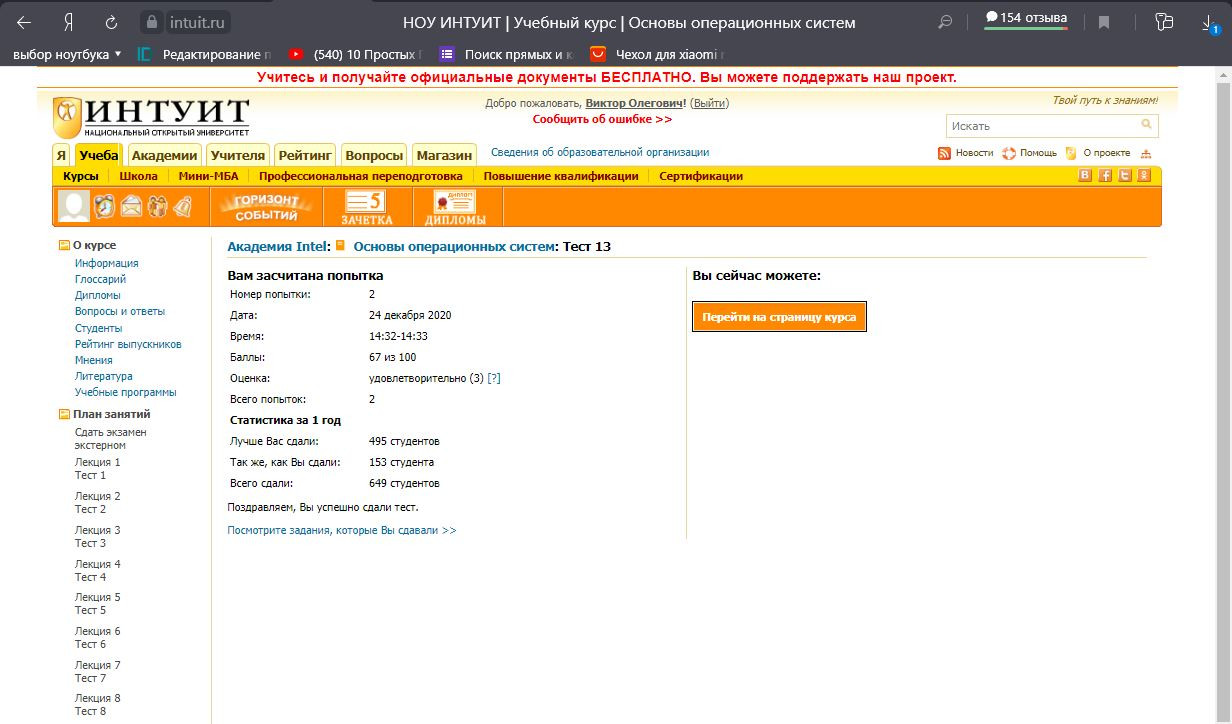 intuit.ru
НОУ ИНТУИТ | Учебный курс | Основы операционных систем
154 отзыва
1
выбор ноутбука
Редактирование
(540) 10 Простых
Поиск прямых и
Чехол для xiaomi
Учитесь и получайте официальные документы БЕСПЛАТНО. Вы можете поддержать наш проект.
ИНТУИТ
НАЦИОНАЛЬНЫЙ ОТКРЫТЫЙ УНИВЕРСИТЕТ
Добро пожаловать, Виктор Олегович! (Выйти)
Сообщить об ошибке >>
Твой путь к знаниям!
Искать
Я Учеба Академии Учителя Рейтинг Вопросы Магазин
Сведения об образовательной организации
Новости Помощь О проекте
Курсы Школа Мини-МБА Профессиональная переподготовка Повышение квалификации Сертификации
ГОРИЗОНТ
СОБЫТИЙ
5
ЗАЧЕТКА
ДИПЛОМ
ДИПЛОМЫ
О курсе
Информация
Глоссарий
Дипломы
Вопросы и ответы
Студенты
Рейтинг выпускников
Мнения
Литература
Учебные программы
План занятий
Сдать экзамен
экстерном
Лекция 1
Тест 1
Лекция 2
Тест 2
Лекция 3
Тест 3
Лекция 4
Тест 4
Лекция 5
Тест 5
Лекция 6
Тест 6
Лекция 7
Тест 7
Лекция 8
Тест 8
Академия Intel: Основы операционных систем: Тест 13
Вам засчитана попытка
Номер попытки: 2
Дата: 24 декабря 2020
Время: 14:32-14:33
Баллы: 67 из 100
Оценка: удовлетворительно (3) [?]
Всего попыток: 2
Статистика за 1 год
Лучше Вас сдали: 495 студентов
Так же, как Вы сдали: 153 студента
Всего сдали: 649 студентов
Поздравляем, Вы успешно сдали тест.
Посмотрите задания, которые Вы сдавали >>
Вы сейчас можете:
Перейти на страницу курса